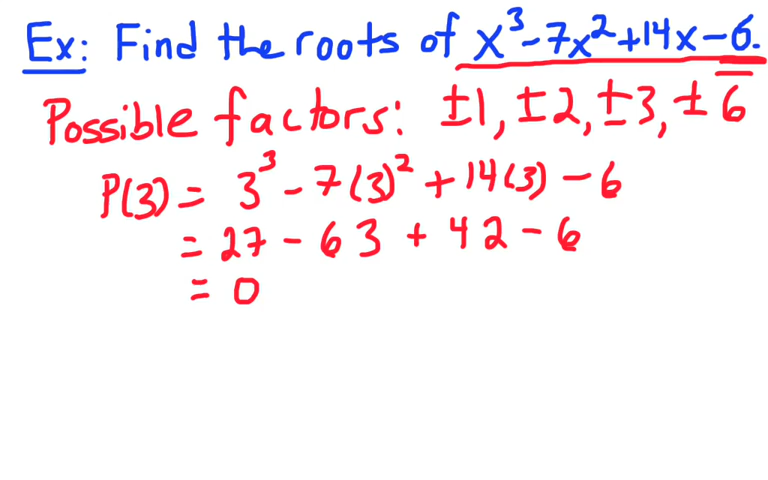 Ex: Find the roots of x³-7x²+14x-6.
Possible factors: ±1, ±2, ±3, ±6
P(3) = 3³ - 7(3)² + 14(3) - 6
= 27 - 63 + 42 - 6
= 0